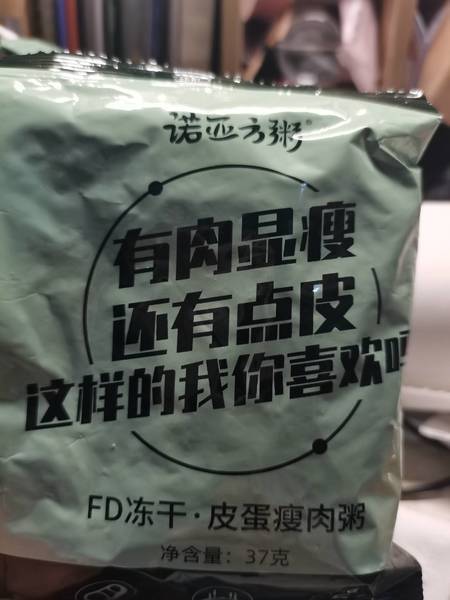 诺亚方粥®
有肉显瘦
还有点皮
这样的我你喜欢吗
FD冻干·皮蛋瘦肉粥
净含量：37克